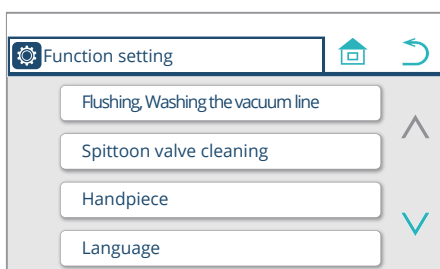 Function setting
Flushing, Washing the vacuum line
Spittoon valve cleaning
Handpiece
Language